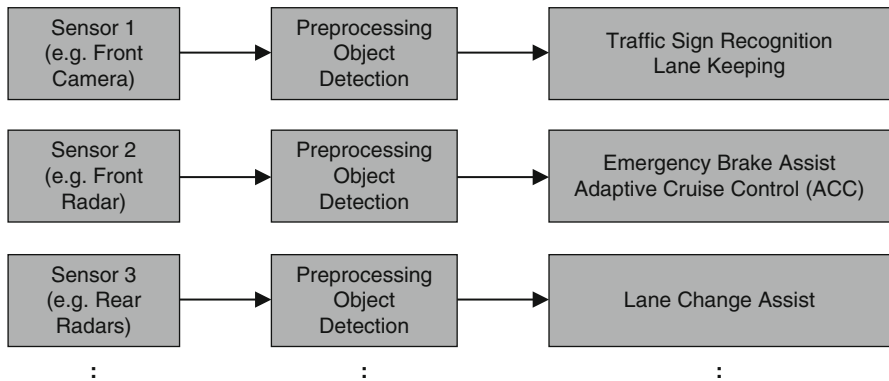 Sensor 1
(e.g. Front
Camera)
Preprocessing
Object
Detection
Traffic Sign Recognition
Lane Keeping
Sensor 2
(e.g. Front
Radar)
Preprocessing
Object
Detection
Emergency Brake Assist
Adaptive Cruise Control (ACC)
Sensor 3
(e.g. Rear
Radars)
Preprocessing
Object
Detection
Lane Change Assist